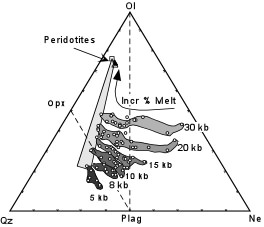 Ol
Peridotites
Opx
Incr % Melt
30 kb
20 kb
15 kb
10 kb
8 kb
5 kb
Qz
Plag
Ne